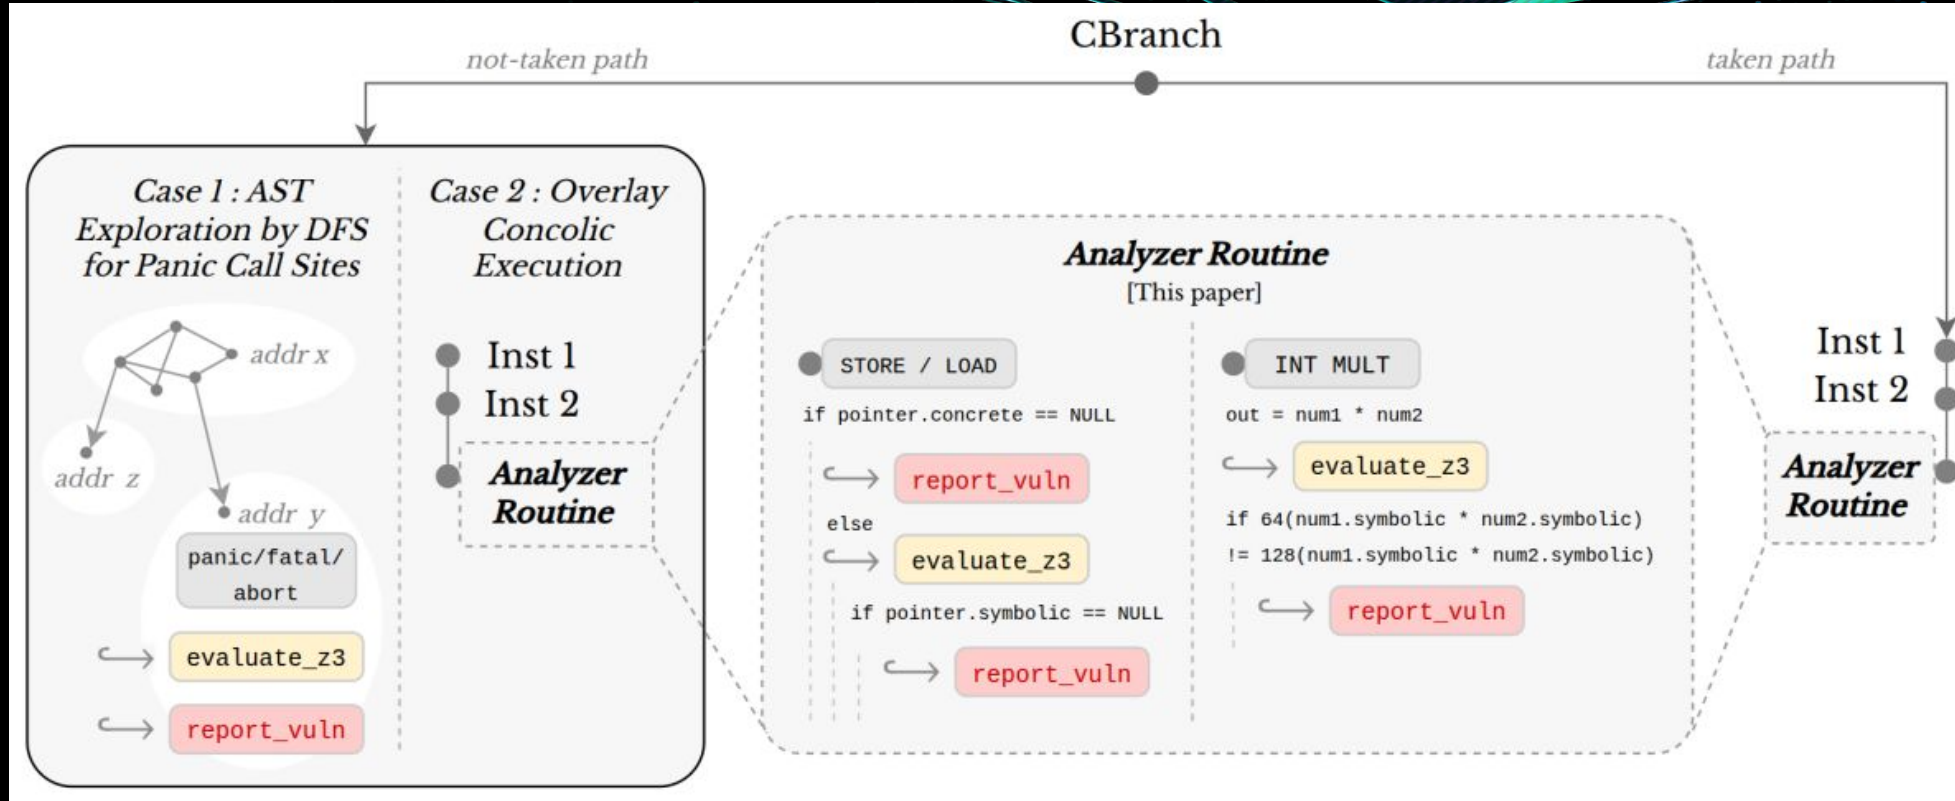 CBranch
not-taken path
taken path
Case 1 : AST
Exploration by DFS
for Panic Call Sites
addr x
addr z
addr y
panic/fatal/
abort
evaluate_z3
report_vuln
Case 2 : Overlay
Concolic
Execution
Inst 1
Inst 2
Analyzer
Routine
Analyzer Routine
[This paper]
STORE / LOAD
if pointer.concrete == NULL
report_vuln
else
evaluate_z3
if pointer.symbolic == NULL
report_vuln
INT MULT
out = num1 * num2
evaluate_z3
if 64(num1.symbolic * num2.symbolic)
!= 128(num1.symbolic * num2.symbolic)
report_vuln
Inst 1
Inst 2
Analyzer
Routine